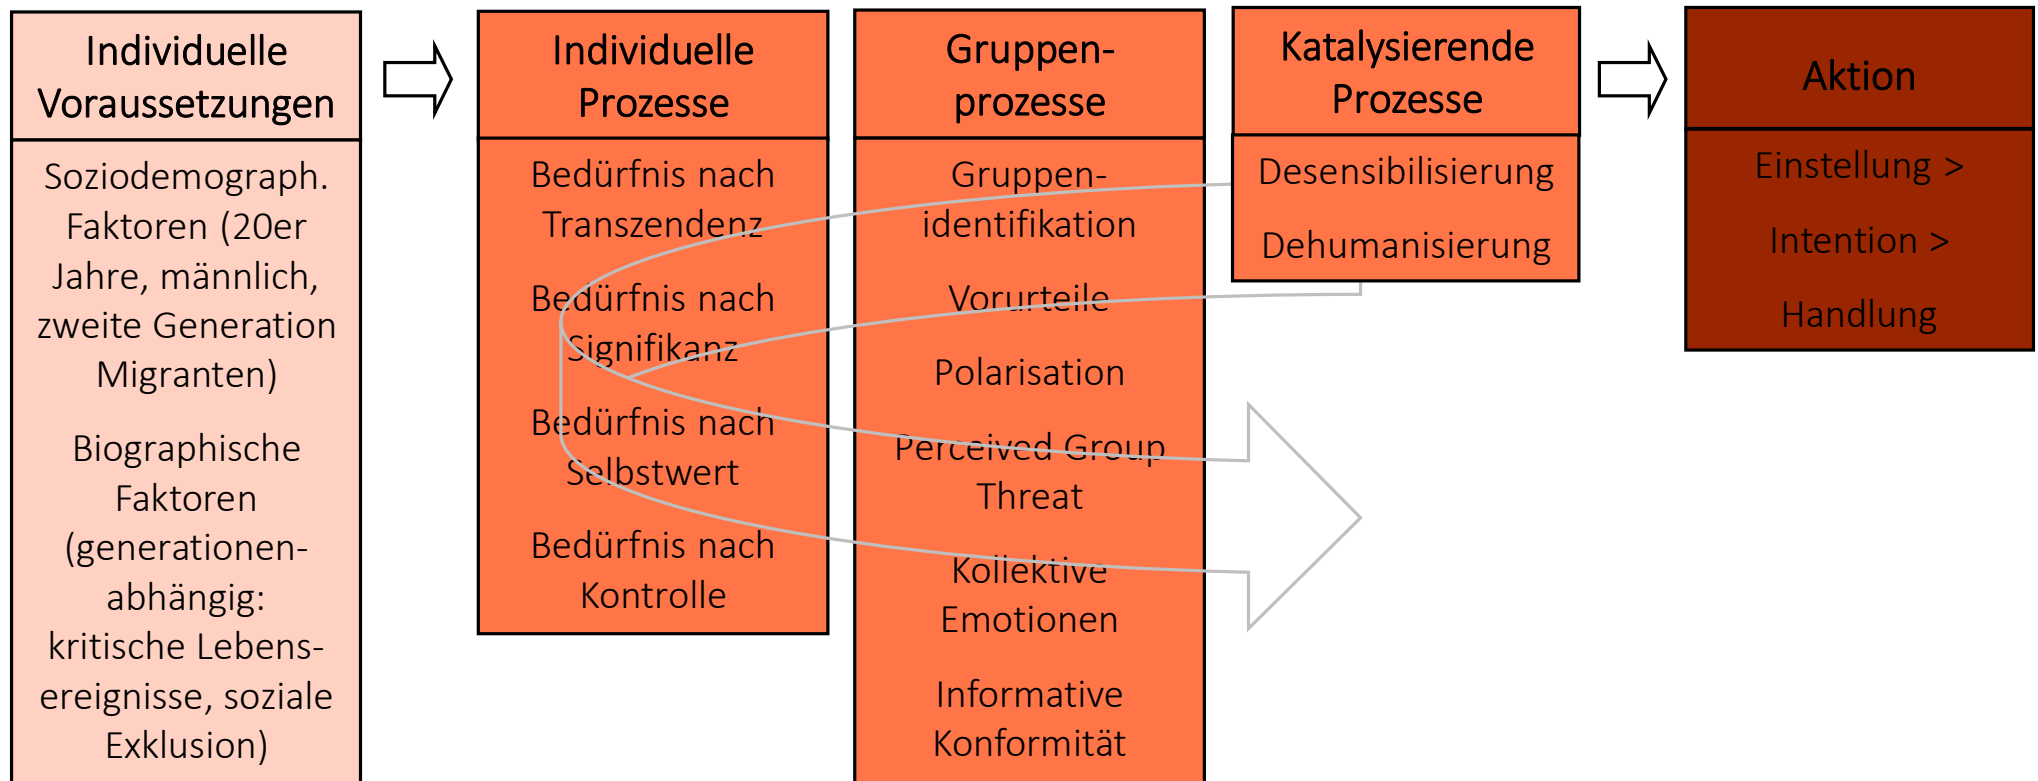 Individuelle
Voraussetzungen
Soziodemograph.
Faktoren (20er
Jahre, männlich,
zweite Generation
Migranten)
Biographische
Faktoren
(generationen-
abhängig:
kritische Lebens-
ereignisse, soziale
Exklusion)
Individuelle
Prozesse
Bedürfnis nach
Transzendenz
Bedürfnis nach
Signifikanz
Bedürfnis nach
Selbstwert
Bedürfnis nach
Kontrolle
Gruppen-
prozesse
Gruppen-
identifikation
Vorurteile
Polarisation
Perceived Group
Threat
Kollektive
Emotionen
Informative
Konformität
Katalysierende
Prozesse
Desensibilisierung
Dehumanisierung
Aktion
Einstellung >
Intention >
Handlung